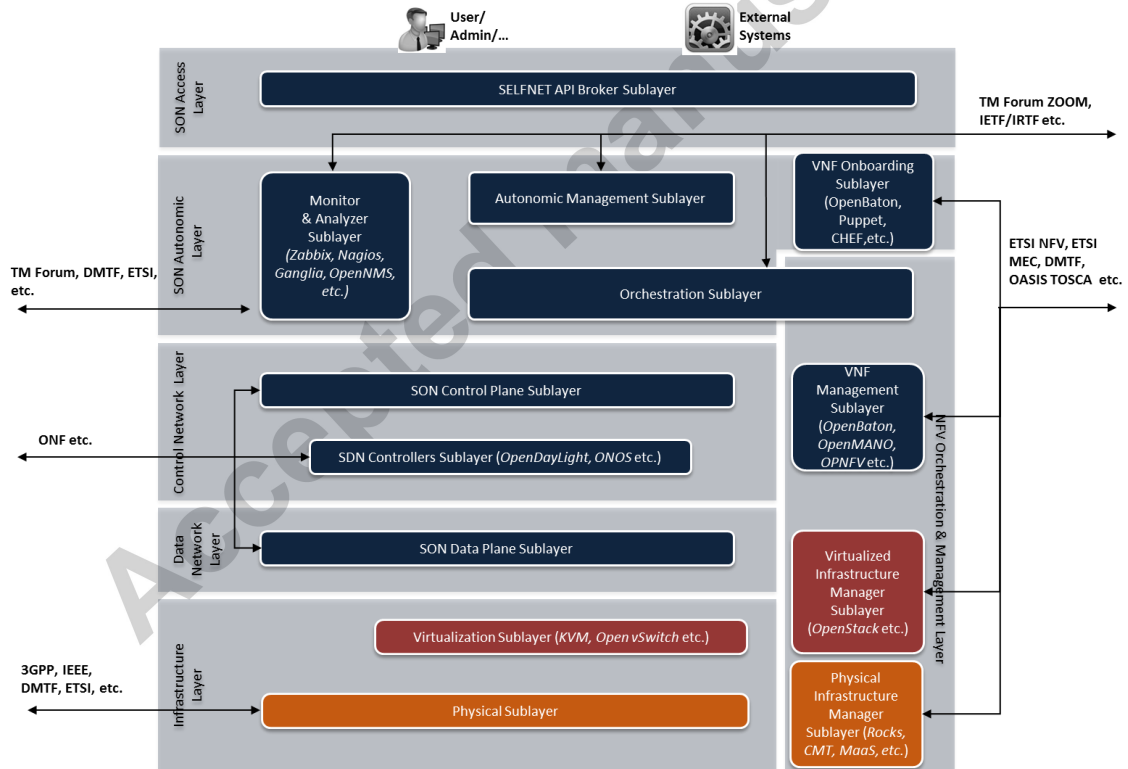 User/
Admin/...
External
Systems
SON Access
Layer
SELFNET API Broker Sublayer
TM Forum ZOOM,
IETF/IRTF etc.
SON Autonomic
Layer
Monitor
& Analyzer
Sublayer
(Zabbix, Nagios,
Ganglia, OpenNMS,
etc.)
Autonomic Management Sublayer
VNF Onboarding
Sublayer
(OpenBaton,
Puppet,
CHEF,etc.)
TM Forum, DMTF, ETSI,
etc.
Orchestration Sublayer
ETSI NFV, ETSI
MEC, DMTF,
OASIS TOSCA etc.
Control Network Layer
SON Control Plane Sublayer
VNF
Management
Sublayer
(OpenBaton,
OpenMANO,
OPNFV etc.)
ONF etc.
SDN Controllers Sublayer (OpenDayLight, ONOS etc.)
NFV Orchestration & Management Layer
Data
Network
Layer
SON Data Plane Sublayer
Virtualized
Infrastructure
Manager
Sublayer
(OpenStack etc.)
Infrastructure
Layer
Virtualization Sublayer (KVM, Open vSwitch etc.)
3GPP, IEEE,
DMTF, ETSI, etc.
Physical Sublayer
Physical
Infrastructure
Manager
Sublayer (Rocks,
CMT, MaaS, etc.)
Accepted manus